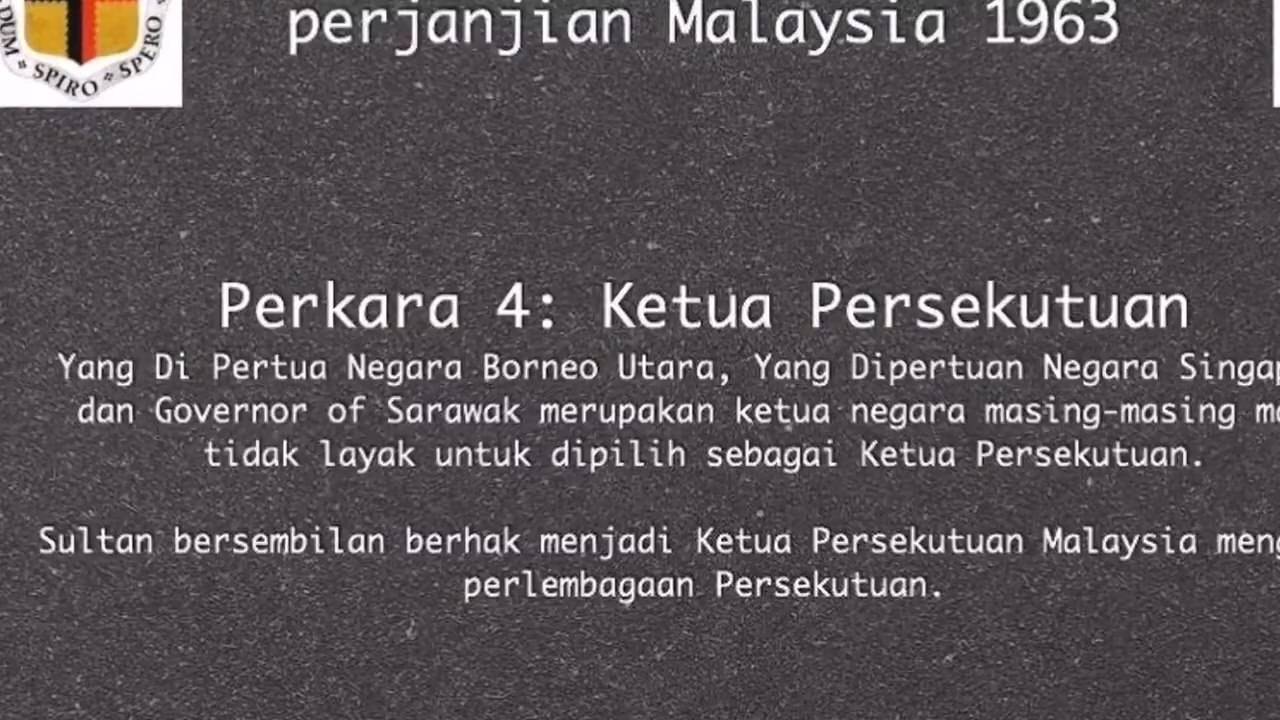 perjanjian Malaysia 1963
DUM SPIRO SPERO
Perkara 4: Ketua Persekutuan
Yang Di Pertua Negara Borneo Utara, Yang Dipertuan Negara
dan Governor of Sarawak merupakan ketua negara masing-masing
tidak layak untuk dipilih sebagai Ketua Persekutuan.
Sultan bersembilan berhak menjadi Ketua Persekutuan Malaysia
perlembagaan Persekutuan.